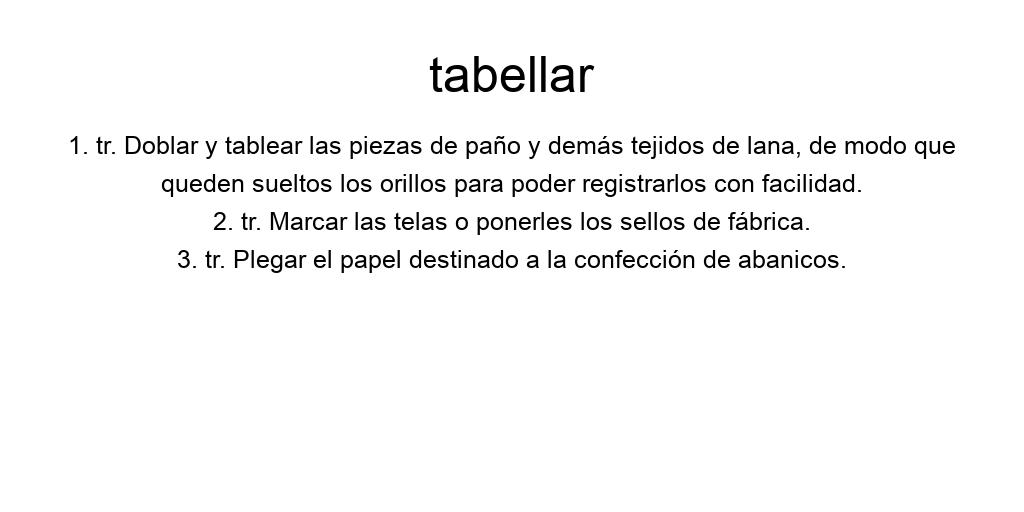 tabellar
1. tr. Doblar y tablear las piezas de paño y demás tejidos de lana, de modo que
queden sueltos los orillos para poder registrarlos con facilidad.
2. tr. Marcar las telas o ponerles los sellos de fábrica.
3. tr. Plegar el papel destinado a la confección de abanicos.